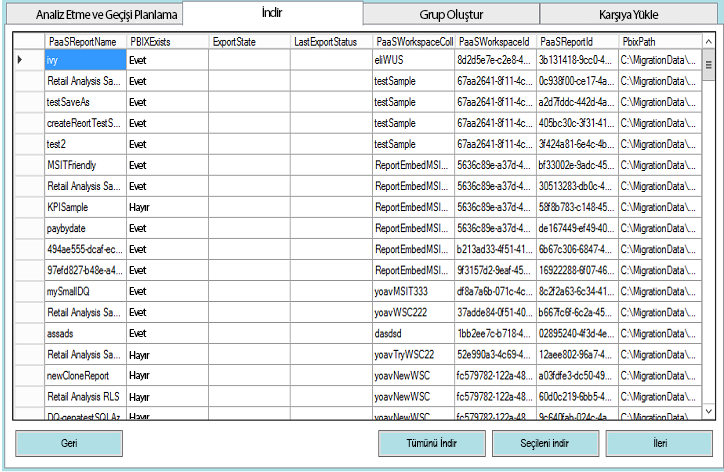 Analiz Etme ve Geçişi Planlama İndir Grup Oluştur Karşıya Yükle
PaaSReportName PBIXExists ExportState LastExportStatus PaaSWorkspaceColl PaaSWorkspaceId PaaSReportId PbixPath
ivy Evet eliWUS 8d2d5e7e-c2e8-4... 3b131418-9cc0-4... C:\MigrationData\...
Retail Analysis Sa... Evet testSample 67aa2641-8f11-4c... 0c938f00-ce17-4a... C:\MigrationData\...
testSaveAs Evet testSample 67aa2641-8f11-4c... a2d7fddc-442d-4a... C:\MigrationData\...
createReortTestS... Evet testSample 67aa2641-8f11-4c... 405bc30c-3f31-41... C:\MigrationData\...
test2 Evet testSample 67aa2641-8f11-4c... 3f424a81-6e4c-4b... C:\MigrationData\...
MSITFriendly Evet ReportEmbedMSI... 5636c89e-a37d-4... bf33002e-9adc-45... C:\MigrationData\...
Retail Analysis Sa... Evet ReportEmbedMSI... 5636c89e-a37d-4... 30513283-db0c-4... C:\MigrationData\...
KPISample Hayır ReportEmbedMSI... 5636c89e-a37d-4... 58f8b783-c148-45... C:\MigrationData\...
paybydate Evet ReportEmbedMSI... 5636c89e-a37d-4... de167449-ef49-40... C:\MigrationData\...
494ae555-dcaf-ec... Evet ReportEmbedMSI... b213ad33-4f51-41... 6b67c306-6847-4... C:\MigrationData\...
97efd827-b48e-a4... Evet ReportEmbedMSI... 9f3157d2-9eaf-45... 16922288-6f07-46... C:\MigrationData\...
mySmallDQ Evet yoavMSIT333 df8a7a6b-071c-4c... 8c2f2a63-6c34-41... C:\MigrationData\...
Retail Analysis Sa... Evet yoavWSC222 37adde84-0f51-40... b667fc6f-6c2a-45... C:\MigrationData\...
assads Evet dasdsd 1bb2ee7c-b718-4... 02895240-4f3d-4e... C:\MigrationData\...
Retail Analysis Sa... Hayır yoavTryWSC22 52e990a3-4c69-4... 12aee802-96a7-4... C:\MigrationData\...
newCloneReport Hayır yoavNewWSC fc579782-122a-48... a03fdfe3-dc50-49... C:\MigrationData\...
Retail Analysis RLS Hayır yoavNewWSC fc579782-122a-48... 60d0c219-6bb5-4... C:\MigrationData\...
DQ-genatestSQLAz Hayır yoavNewWSC fc579782-122a-48... 9c640fab-024c-4a... C:\MigrationData\...
Geri Tümünü İndir Seçileni indir İleri